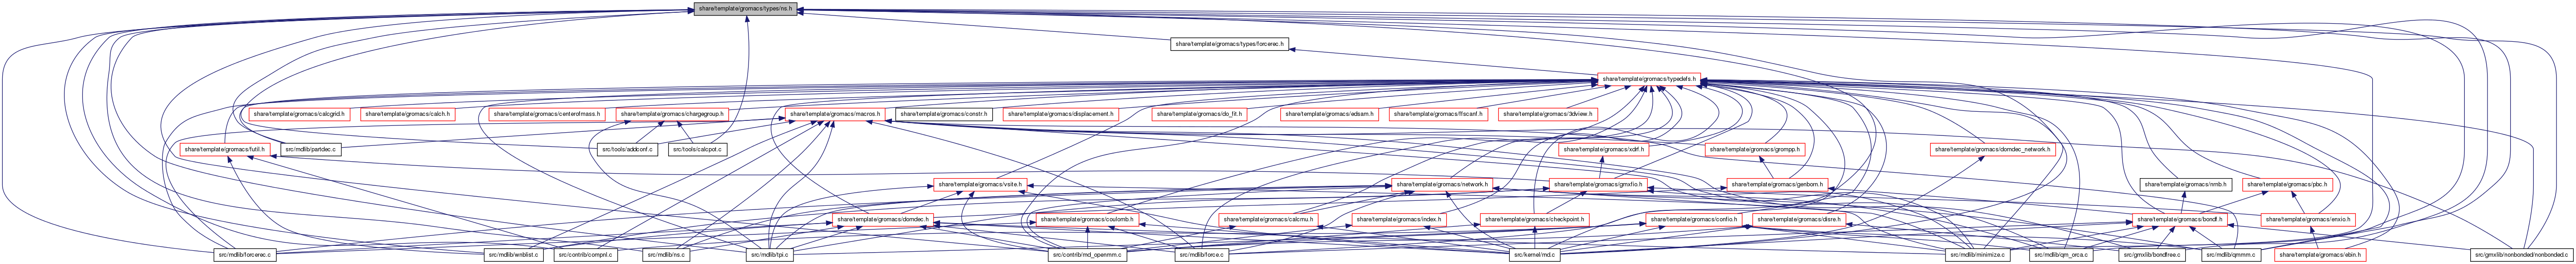 share/template/gromacs/types/ns.h
share/template/gromacs/types/forcerec.h
share/template/gromacs/typedefs.h
share/template/gromacs/calcgrid.h
share/template/gromacs/calch.h
share/template/gromacs/centerofmass.h
share/template/gromacs/chargegroup.h
share/template/gromacs/macros.h
share/template/gromacs/constr.h
share/template/gromacs/displacement.h
share/template/gromacs/do_fit.h
share/template/gromacs/edsam.h
share/template/gromacs/ffscanf.h
share/template/gromacs/3dview.h
share/template/gromacs/futil.h
src/mdlib/partdec.c
src/tools/addconf.c
src/tools/calcpot.c
share/template/gromacs/xdrf.h
share/template/gromacs/grompp.h
share/template/gromacs/domdec_network.h
share/template/gromacs/vsite.h
share/template/gromacs/network.h
share/template/gromacs/gmxfio.h
share/template/gromacs/genborn.h
share/template/gromacs/nrnb.h
share/template/gromacs/pbc.h
share/template/gromacs/domdec.h
share/template/gromacs/coulomb.h
share/template/gromacs/calcmu.h
share/template/gromacs/index.h
share/template/gromacs/checkpoint.h
share/template/gromacs/confio.h
share/template/gromacs/disre.h
share/template/gromacs/bondf.h
share/template/gromacs/enxio.h
src/mdlib/forcerec.c
src/mdlib/wnblist.c
src/contrib/compnl.c
src/mdlib/ns.c
src/mdlib/tpi.c
src/contrib/md_openmm.c
src/mdlib/force.c
src/kernel/md.c
src/mdlib/minimize.c
src/mdlib/qm_orca.c
src/gmxlib/bondfree.c
src/mdlib/qmmm.c
share/template/gromacs/ebin.h
src/gmxlib/nonbonded/nonbonded.c